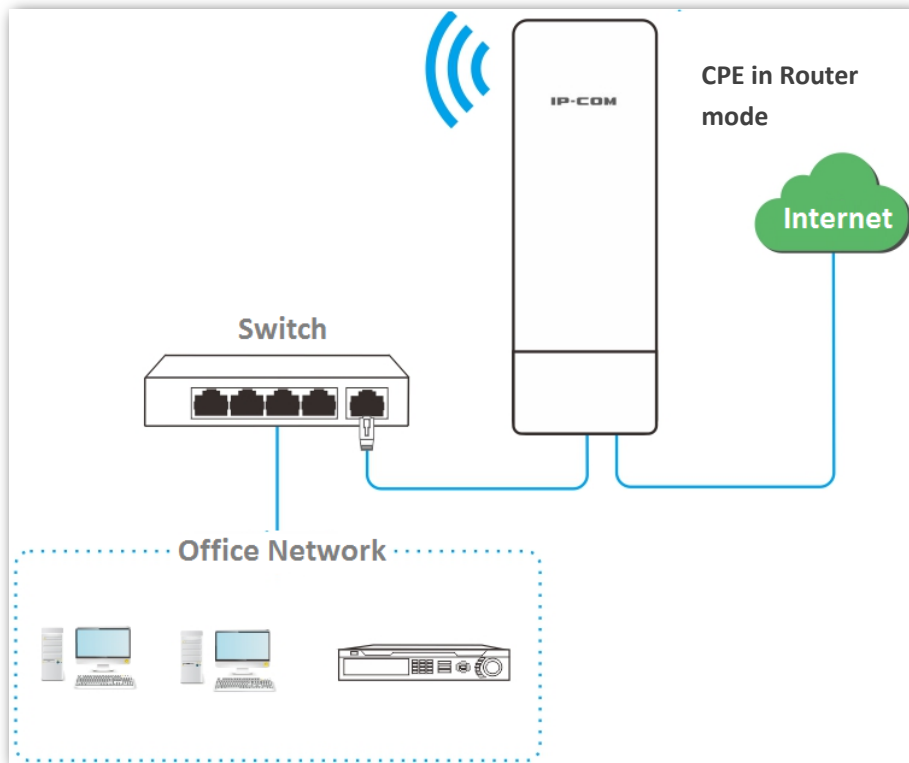 IP-COM
CPE in Router
mode
Internet
Switch
Office Network